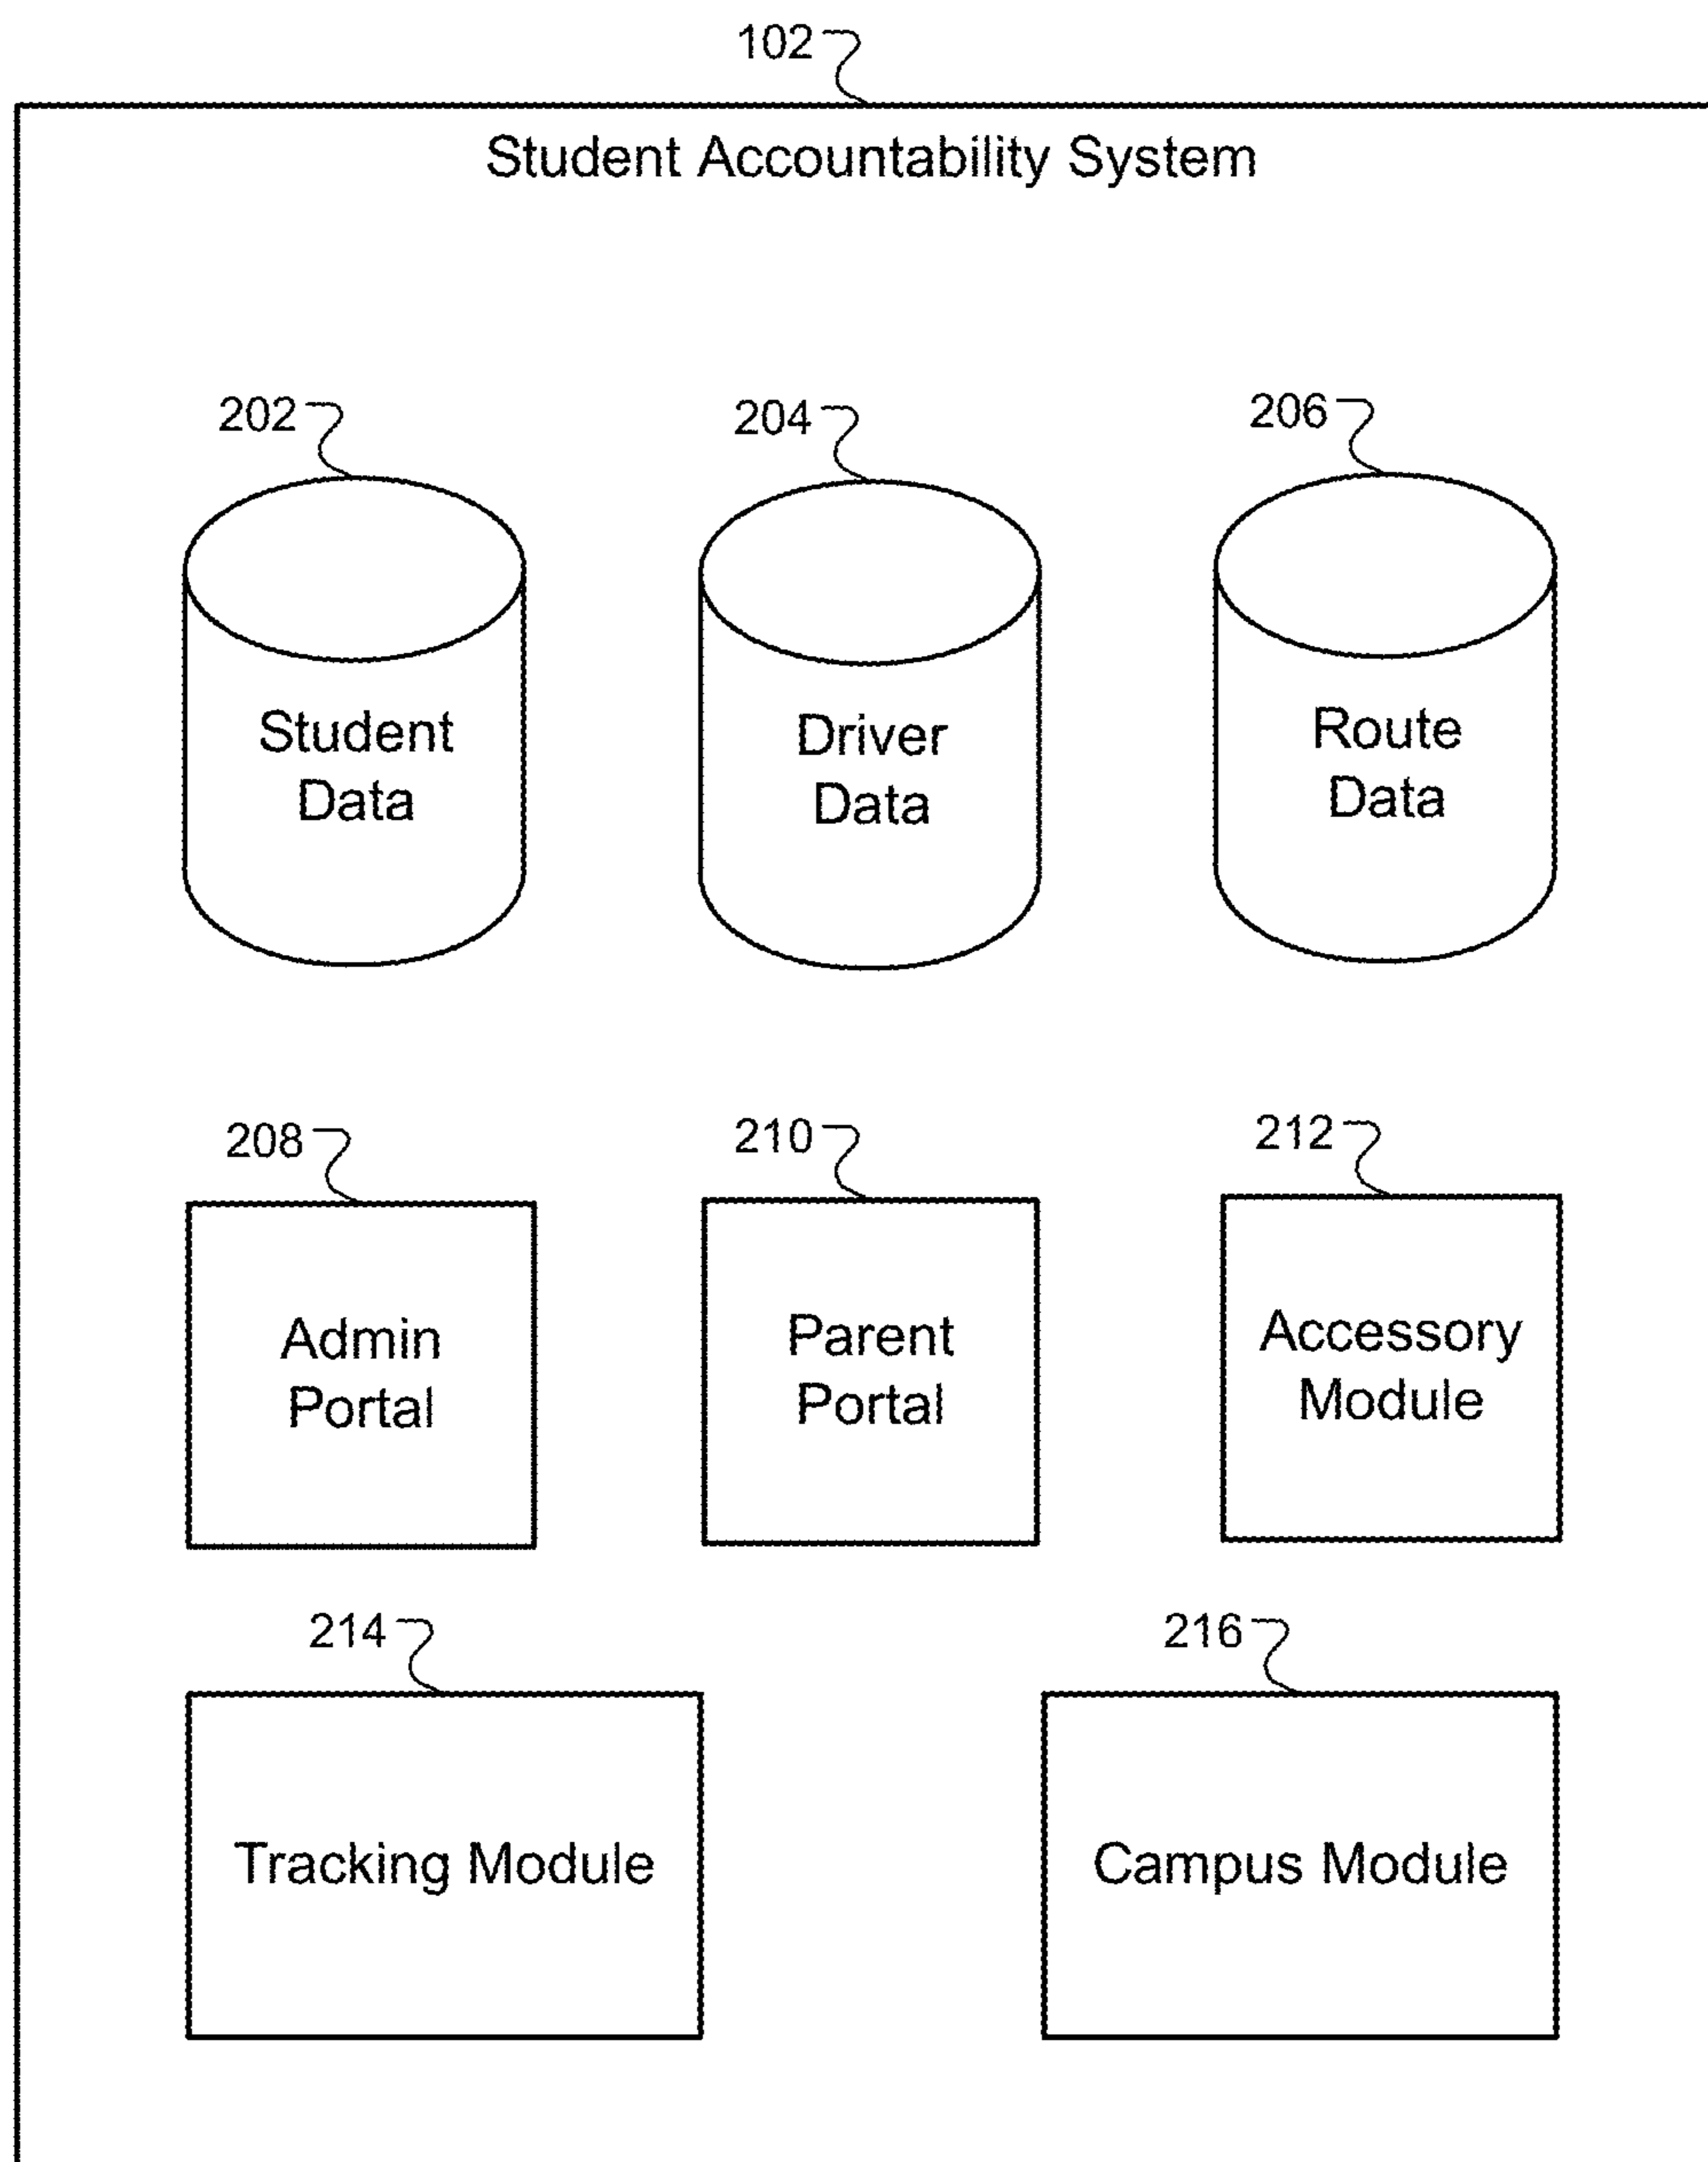 102
Student Accountability System
202
204
206
Student
Data
Driver
Data
Route
Data
208
210
212
Admin
Portal
Parent
Portal
Accessory
Module
214
216
Tracking Module
Campus Module